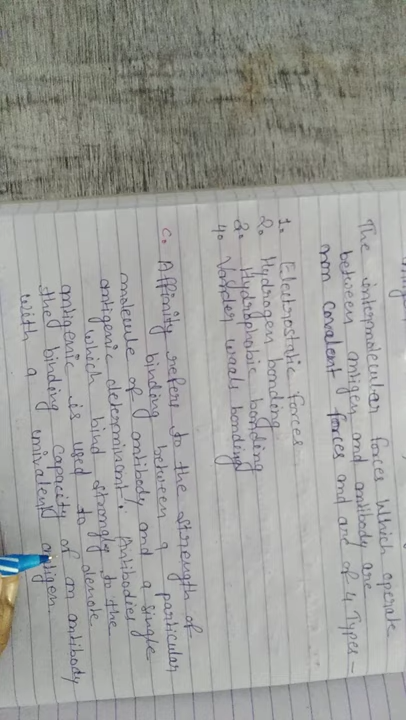 The intermolecular forces which operate
between antigen and antibody are
non covalent forces and are of 4 Types -
1. Electrostatic forces
2. Hydrogen bonding
3. Hydrophobic bonding
4. Vander waals bonding
C. Affinity refers to the strength of
binding between a particular
molecule of antibody and a single
antigenic determinant. Antibodies
which bind strongly to the
antigenic is used to denote
the binding capacity of an antibody
with a univalent antigen.